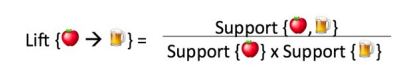 Lift {🍎 → 🍺} = 
Support {🍎, 🍺}
Support {🍎} x Support {🍺}